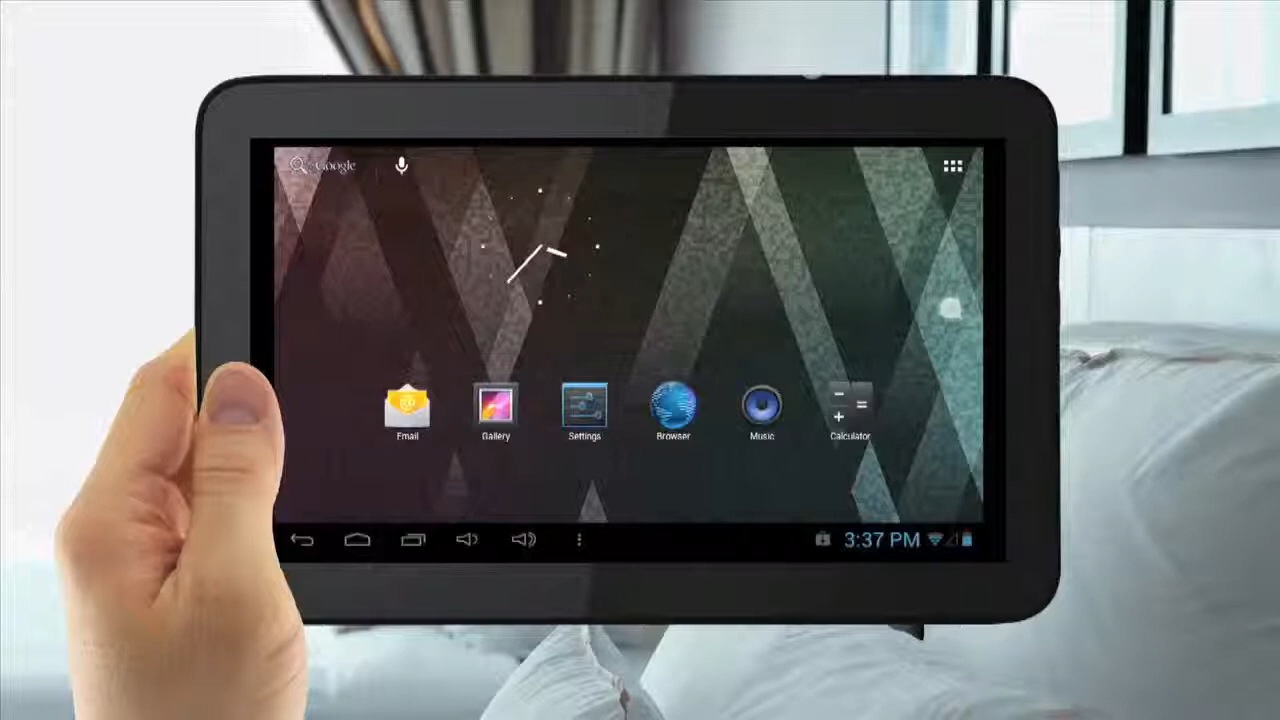 Google
Email
Gallery
Settings
Browser
Music
Calculator
3:37 PM